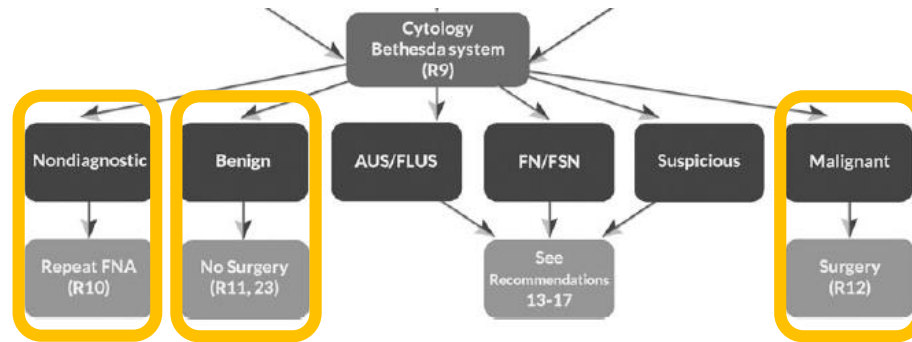 Cytology
Bethesda system
(R9)
Nondiagnostic
Benign
AUS/FLUS
FN/FSN
Suspicious
Malignant
Repeat FNA
(R10)
No Surgery
(R11, 23)
See
Recommendations
13-17
Surgery
(R12)